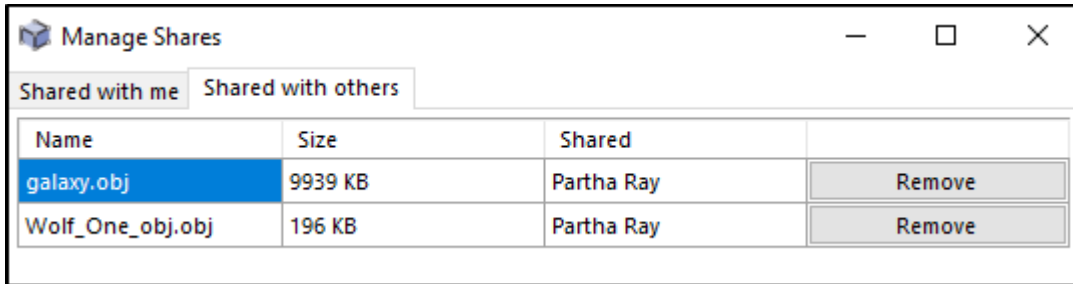 Manage Shares
Shared with me Shared with others
Name Size Shared
galaxy.obj 9939 KB Partha Ray Remove
Wolf_One_obj.obj 196 KB Partha Ray Remove